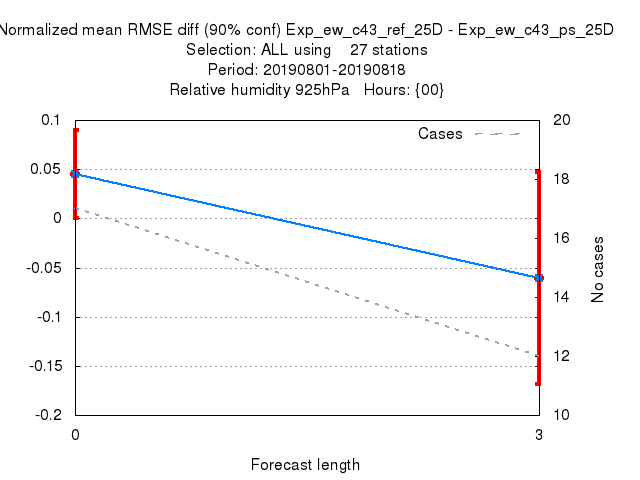 Normalized mean RMSE diff (90% conf) Exp_ew_c43_ref_25D - Exp_ew_c43_ps_25D
Selection: ALL using    27 stations
Period: 20190801-20190818
Relative humidity 925hPa   Hours: {00}
Cases
0.1
0.05
0
-0.05
-0.1
-0.15
-0.2
20
18
16
14
12
10
No cases
0
3
Forecast length